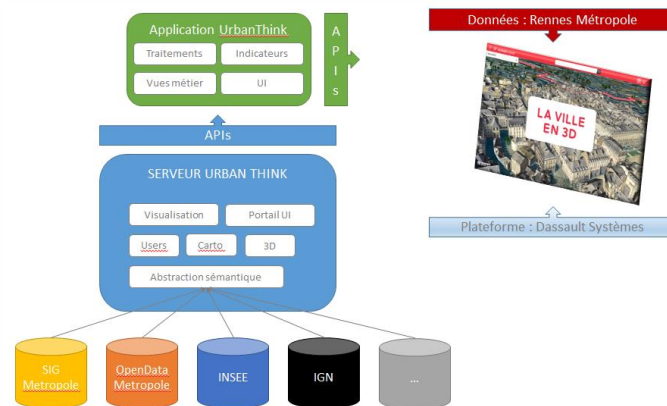 Application UrbanThink
Traitements
Indicateurs
Vues métier
UI
A
P
I
s
APIs
SERVEUR URBAN THINK
Visualisation
Portail UI
Users
Carto
3D
Abstraction sémantique
SIG
Metropole
OpenData
Metropole
INSEE
IGN
...
Données : Rennes Métropole
LA VILLE
EN 3D
Plateforme : Dassault Systèmes